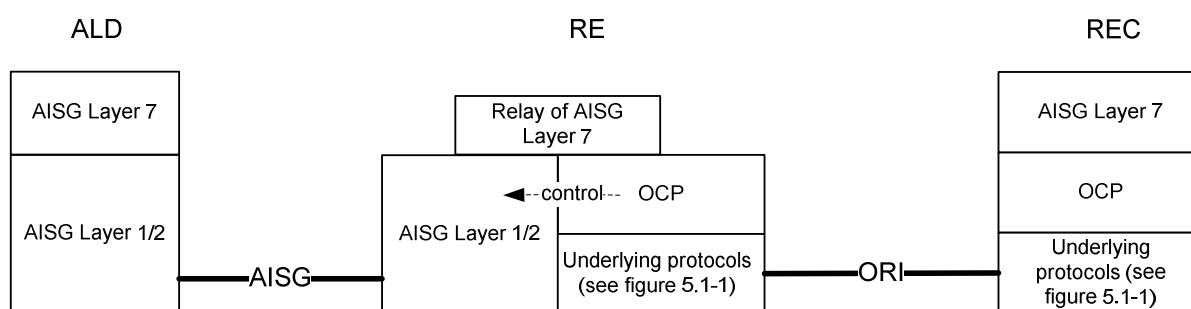 ALD
RE
REC
AISG Layer 7
Relay of AISG
Layer 7
AISG Layer 7
control
OCP
OCP
AISG Layer 1/2
AISG Layer 1/2
Underlying protocols
(see figure 5.1-1)
Underlying
protocols (see
figure 5.1-1)
AISG
ORI